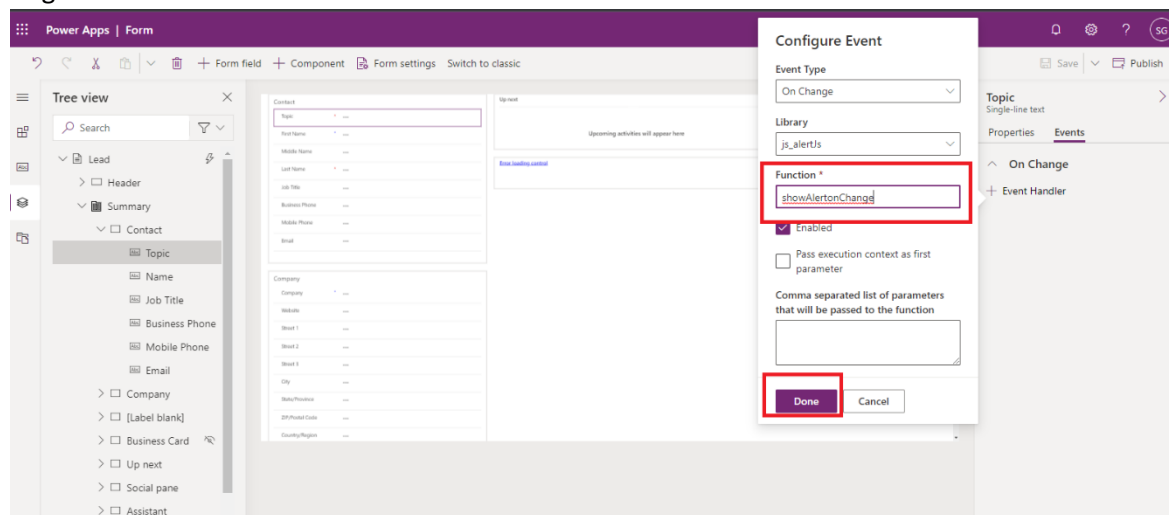 Power Apps | Form
SG
+ Form field + Component Form settings Switch to classic
Save
Publish
Tree view
Search
Lead
Header
Summary
Contact
Topic
Name
Job Title
Business Phone
Mobile Phone
Email
Company
[Label blank]
Business Card
Up next
Social pane
Assistant
Contact
Topic * ---
First Name * ---
Middle Name ---
Last Name * ---
Job Title ---
Business Phone ---
Mobile Phone ---
Email ---
Company
Company * ---
Website ---
Street 1 ---
Street 2 ---
Street 3 ---
City ---
State/Province ---
ZIP/Postal Code ---
Country/Region ---
Up next
Upcoming activities will appear here
Error loading control
Configure Event
Event Type
On Change
Library
js_alertJs
Function *
showAlertonChange
Enabled
Pass execution context as first
parameter
Comma separated list of parameters
that will be passed to the function
Done
Cancel
Topic
Single-line text
Properties Events
On Change
+ Event Handler